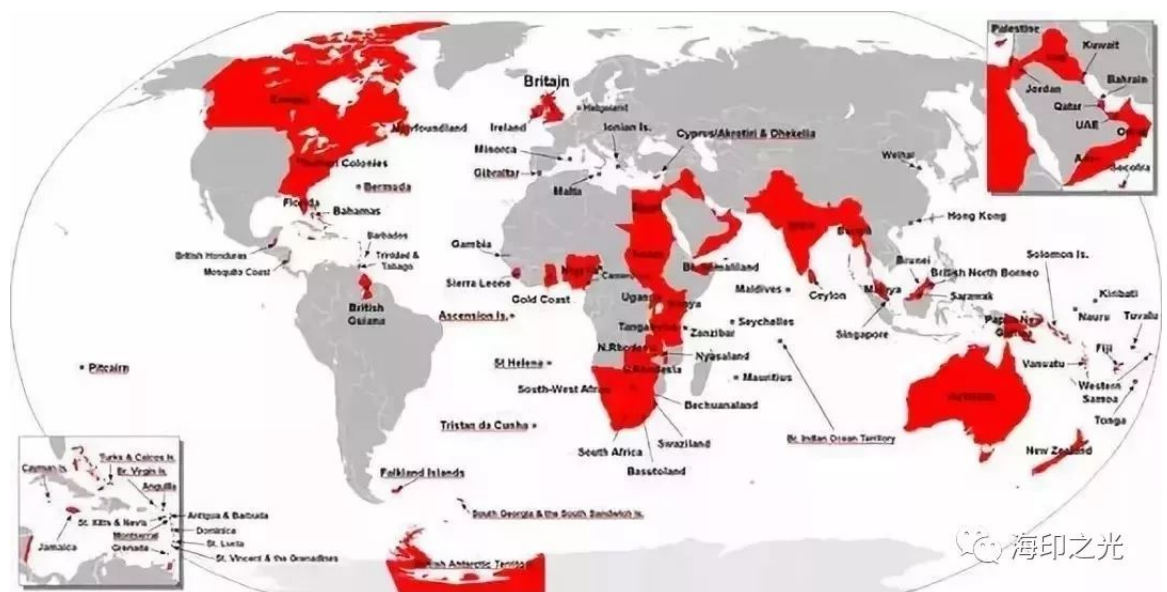 Palestine
Kuwait
Bahrain
Jordan
Qatar
UAE
Socotra
Britain
Heligoland
Newfoundland
Ireland
Ionian Is.
Cyprus/Akrotiri & Dhekelia
Minorca
Weihai
Colonies
Gibraltar
Malta
Bermuda
Florida
Bahamas
Hong Kong
Barbados
Gambia
British Honduras
Trinidad &
Tobago
Mosquito Coast
Brunei
Solomon Is.
British North Borneo
Sierra Leone
Maldives
Ceylon
Malaya
Sarawak
Kiribati
Gold Coast
British
Guiana
Nauru
Tuvalu
Ascension Is.
Zanzibar
Seychelles
Singapore
Fiji
N.Rhodesia
Nyasaland
Pitcairn
St Helena
Vanuatu
Mauritius
Western
Samoa
South-West Africa
Bechuanaland
Tonga
Tristan da Cunha
Br. Indian Ocean Territory
Swaziland
South Africa
New Zealand
Basutoland
Falkland Islands
South Georgia & the South Sandwich Is.
Cayman Is.
Turks & Caicos Is.
Br. Virgin Is.
Anguilla
St. Kitts & Nevis
Antigua & Barbuda
Montserrat
Dominica
Jamaica
Grenada
St. Lucia
St. Vincent & the Grenadines
British Antarctic Territory
海印之光